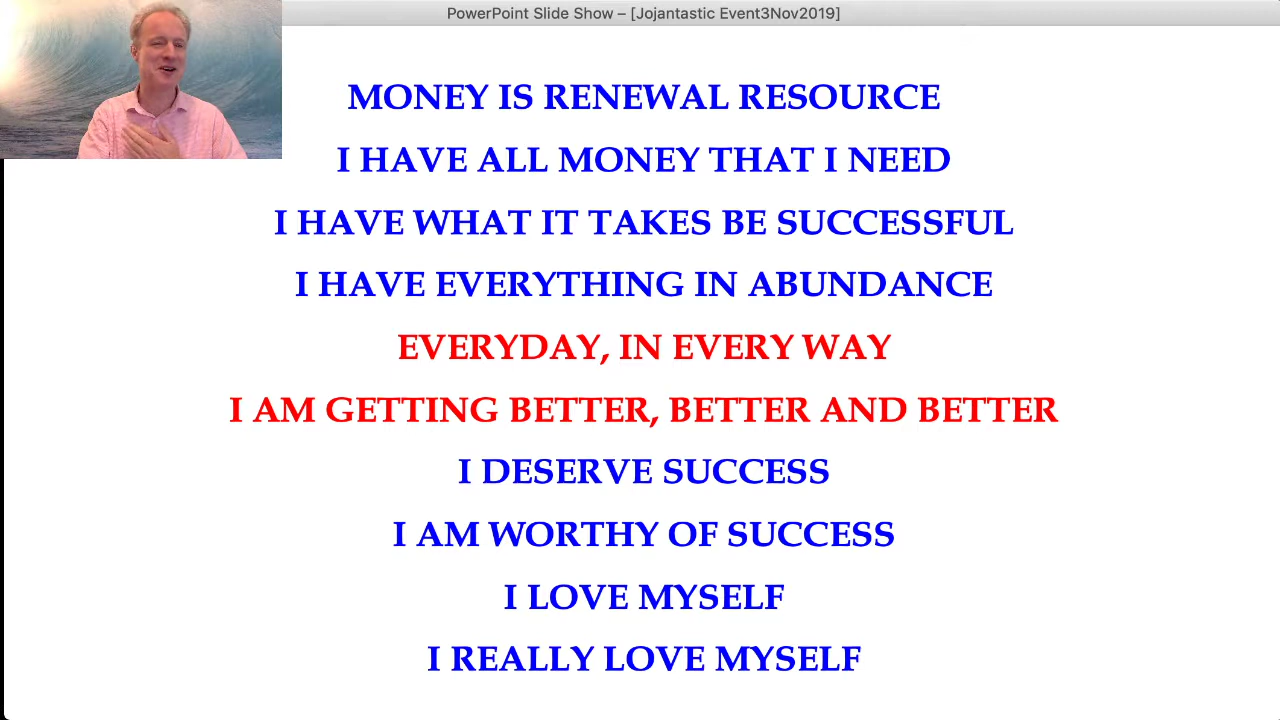 PowerPoint Slide Show – [Jojantastic Event3Nov2019]
MONEY IS RENEWAL RESOURCE
I HAVE ALL MONEY THAT I NEED
I HAVE WHAT IT TAKES BE SUCCESSFUL
I HAVE EVERYTHING IN ABUNDANCE
EVERYDAY, IN EVERY WAY
I AM GETTING BETTER, BETTER AND BETTER
I DESERVE SUCCESS
I AM WORTHY OF SUCCESS
I LOVE MYSELF
I REALLY LOVE MYSELF